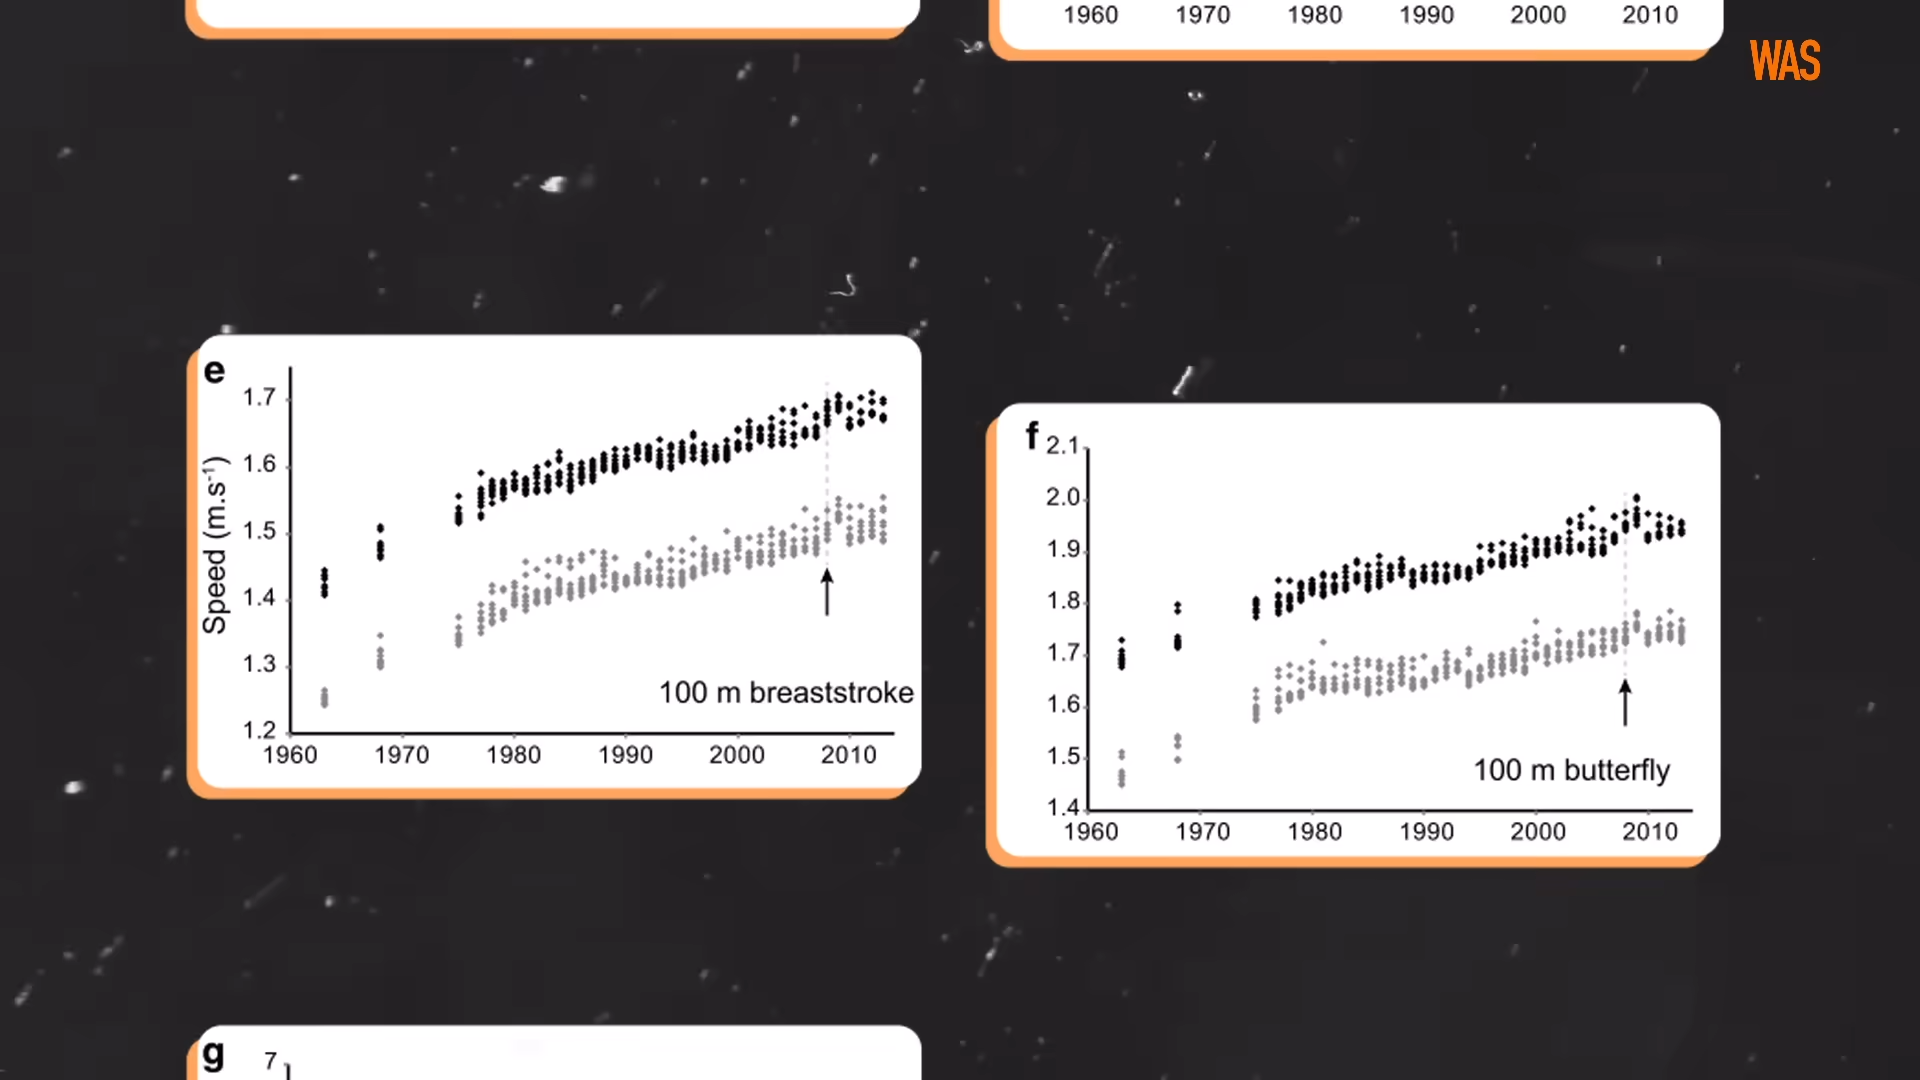 1960 1970 1980 1990 2000 2010
WAS
e
1.7
1.6
1.5
1.4
1.3
1.2
Speed (m.s⁻¹)
100 m breaststroke
1960 1970 1980 1990 2000 2010
f
2.1
2.0
1.9
1.8
1.7
1.6
1.5
1.4
100 m butterfly
1960 1970 1980 1990 2000 2010
g
7